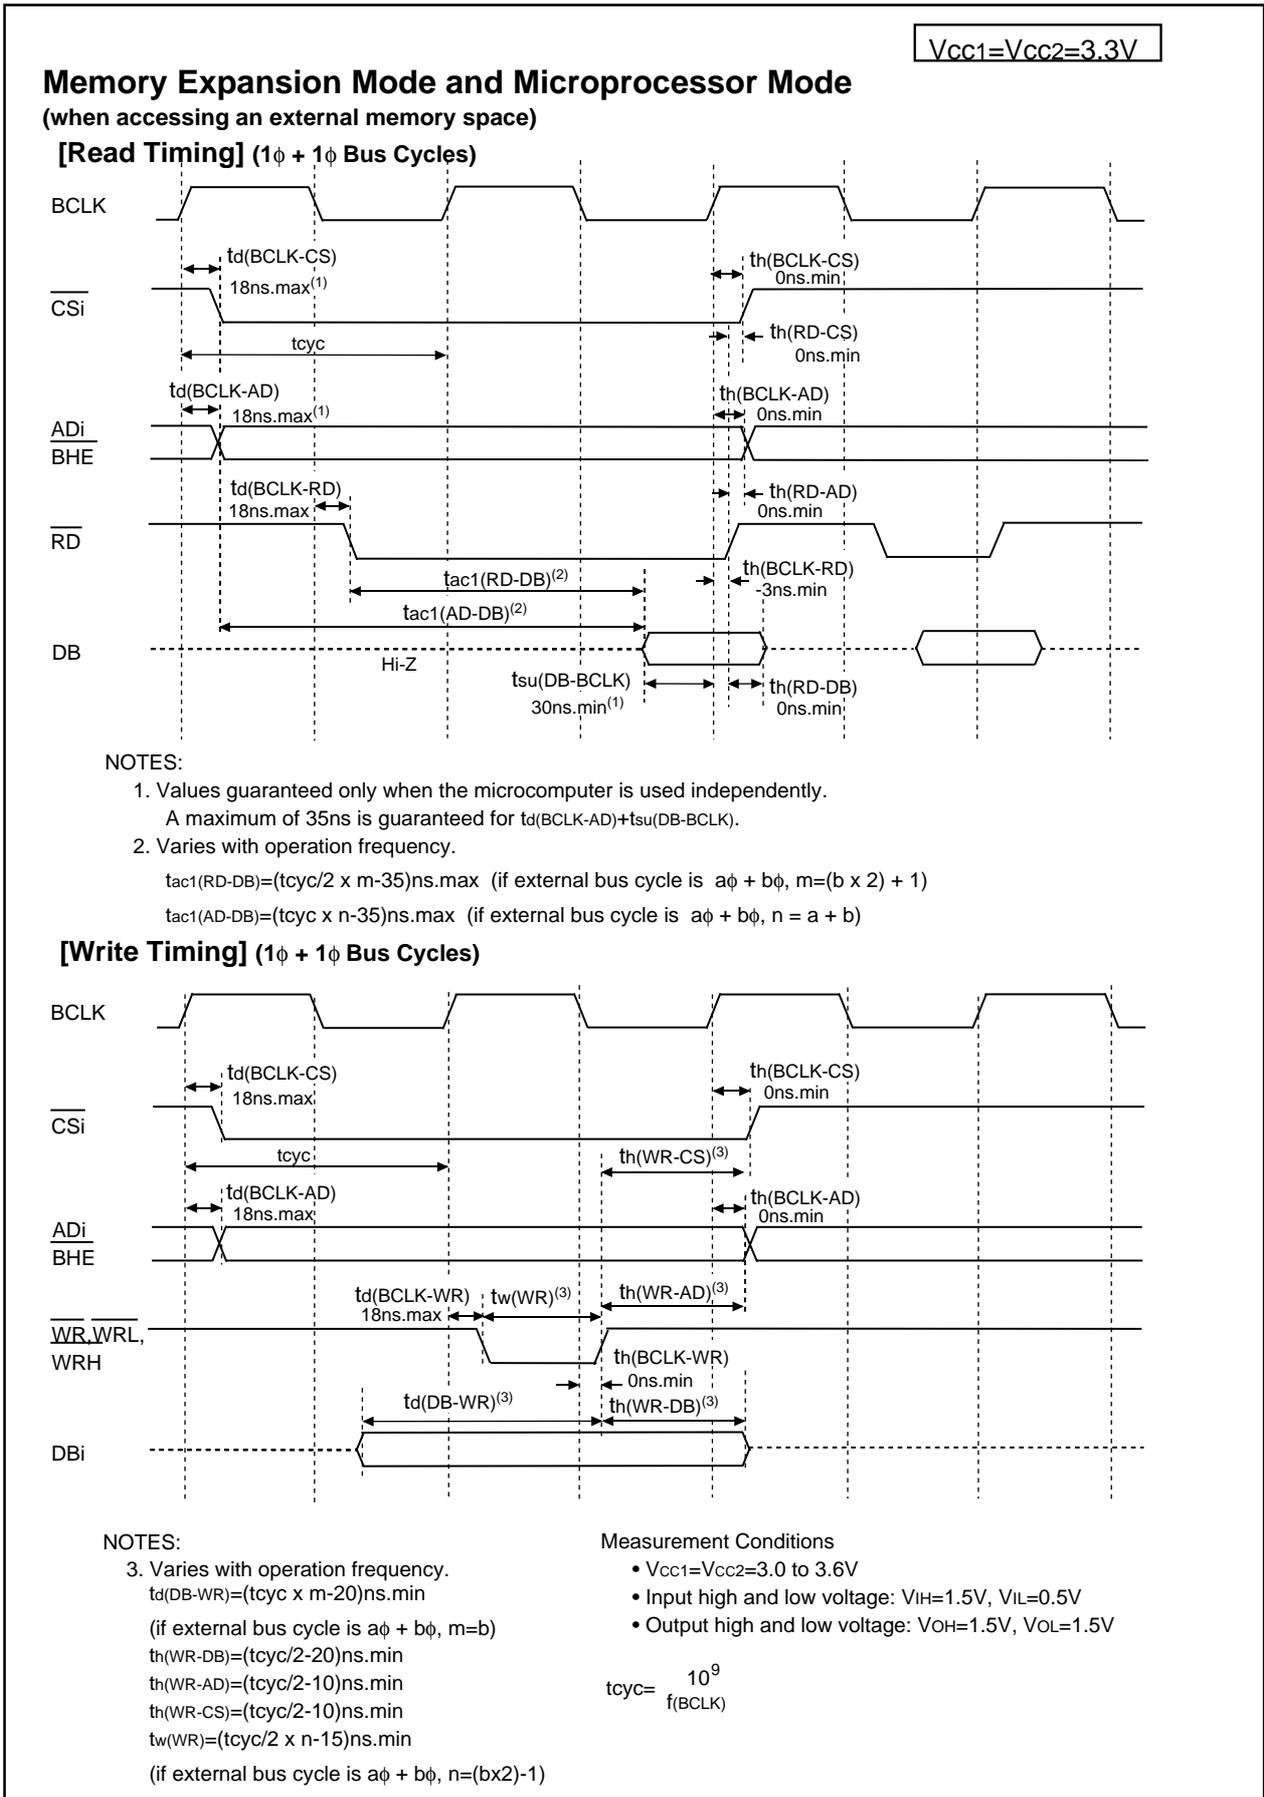 Vcc1=Vcc2=3.3V
Memory Expansion Mode and Microprocessor Mode
(when accessing an external memory space)
[Read Timing] (1ϕ + 1ϕ Bus Cycles)
BCLK
td(BCLK-CS)
18ns.max(1)
th(BCLK-CS)
0ns.min
CSi
th(RD-CS)
0ns.min
tcyc
td(BCLK-AD)
18ns.max(1)
th(BCLK-AD)
0ns.min
ADi
BHE
td(BCLK-RD)
18ns.max
th(RD-AD)
0ns.min
RD
tac1(RD-DB)(2)
th(BCLK-RD)
-3ns.min
tac1(AD-DB)(2)
DB
Hi-Z
tsu(DB-BCLK)
30ns.min(1)
th(RD-DB)
0ns.min
NOTES:
1. Values guaranteed only when the microcomputer is used independently.
A maximum of 35ns is guaranteed for td(BCLK-AD)+tsu(DB-BCLK).
2. Varies with operation frequency.
tac1(RD-DB)=(tcyc/2 x m-35)ns.max (if external bus cycle is aϕ + bϕ, m=(b x 2) + 1)
tac1(AD-DB)=(tcyc x n-35)ns.max (if external bus cycle is aϕ + bϕ, n = a + b)
[Write Timing] (1ϕ + 1ϕ Bus Cycles)
BCLK
td(BCLK-CS)
18ns.max
th(BCLK-CS)
0ns.min
CSi
tcyc
th(WR-CS)(3)
td(BCLK-AD)
18ns.max
th(BCLK-AD)
0ns.min
ADi
BHE
td(BCLK-WR)
18ns.max
tw(WR)(3)
th(WR-AD)(3)
WR,WRL,
WRH
th(BCLK-WR)
0ns.min
td(DB-WR)(3)
th(WR-DB)(3)
DBi
NOTES:
3. Varies with operation frequency.
td(DB-WR)=(tcyc x m-20)ns.min
(if external bus cycle is aϕ + bϕ, m=b)
th(WR-DB)=(tcyc/2-20)ns.min
th(WR-AD)=(tcyc/2-10)ns.min
th(WR-CS)=(tcyc/2-10)ns.min
tw(WR)=(tcyc/2 x n-15)ns.min
(if external bus cycle is aϕ + bϕ, n=(bx2)-1)
Measurement Conditions
• VCC1=VCC2=3.0 to 3.6V
• Input high and low voltage: VIH=1.5V, VIL=0.5V
• Output high and low voltage: VOH=1.5V, VOL=1.5V
tcyc= 10^9
f(BCLK)